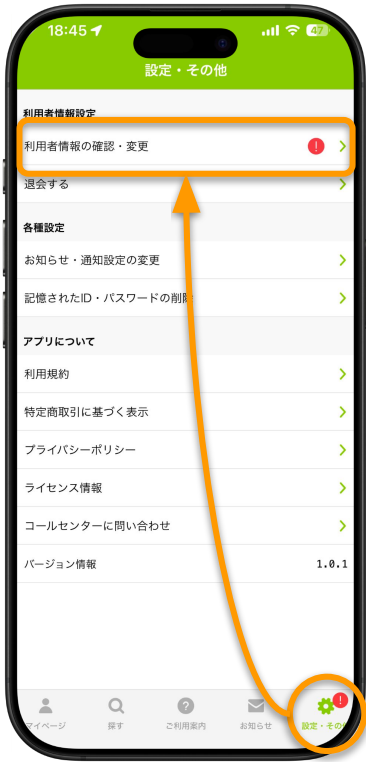 18:45
47
設定・その他
利用者情報設定
利用者情報の確認・変更
!
退会する
各種設定
お知らせ・通知設定の変更
記憶されたID・パスワードの削除
アプリについて
利用規約
特定商取引に基づく表示
プライバシーポリシー
ライセンス情報
コールセンターに問い合わせ
バージョン情報 1.0.1
!
マイページ 探す ご利用案内 お知らせ 設定・その他